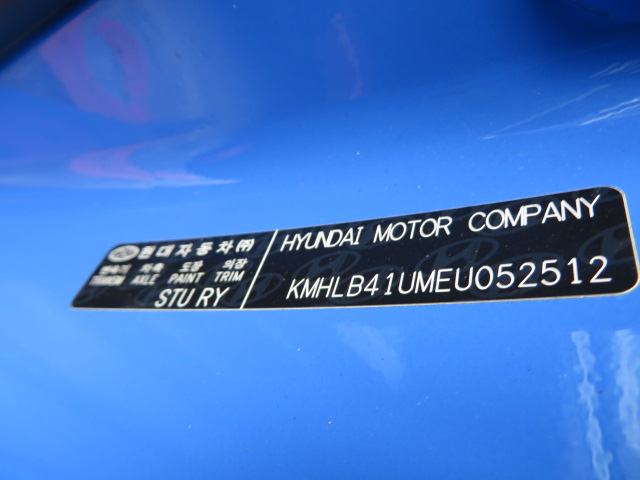 현대자동차㈜
변속기 차축 도장 의장
TRANSM AXLE PAINT TRIM
STU RY
HYUNDAI MOTOR COMPANY
KMHLB41UMEU052512